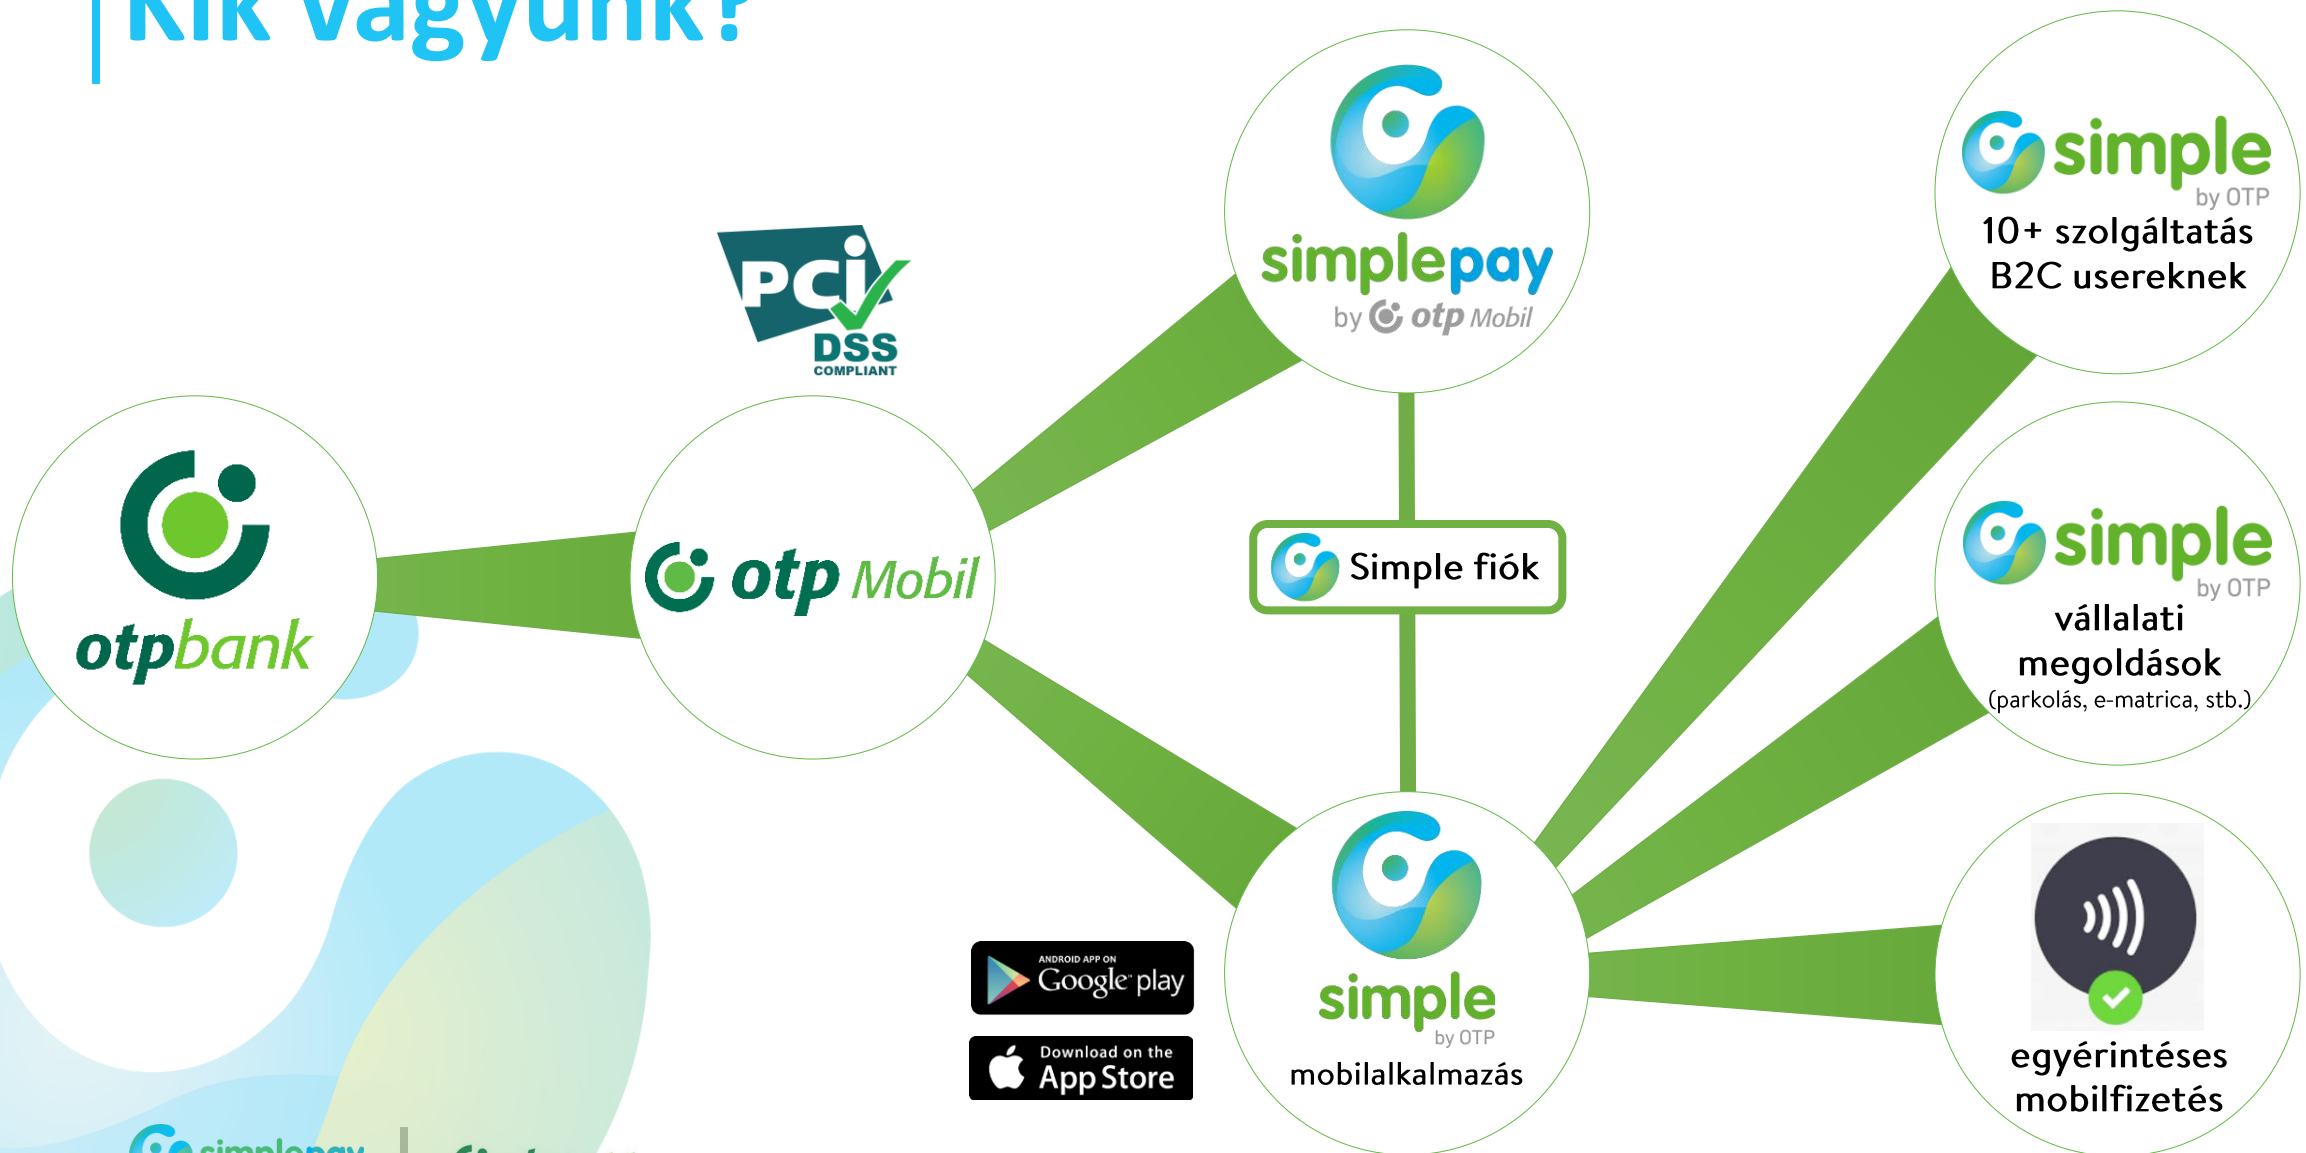 Kik vagyunk?
PCi
DSS
COMPLIANT
otpbank
otp Mobil
simplepay
by otp Mobil
Simple fiók
ANDROID APP ON
Google play
Download on the
App Store
simple
by OTP
mobilalkalmazás
simple
by OTP
10+ szolgáltatás
B2C usereknek
simple
by OTP
vállalati
megoldások
(parkolás, e-matrica, stb.)
egyérintéses
mobilfizetés
simplepay